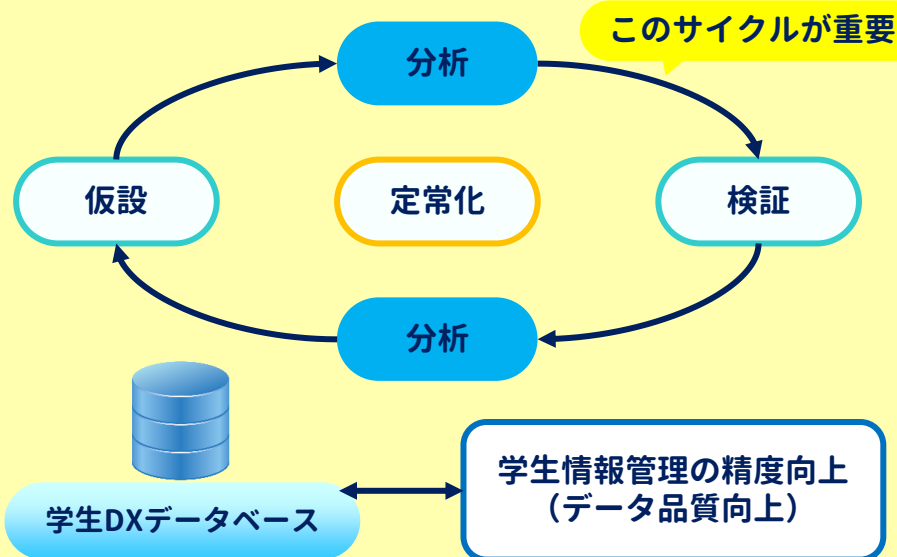 このサイクルが重要
分析
仮設
定常化
検証
分析
学生DXデータベース
学生情報管理の精度向上
（データ品質向上）